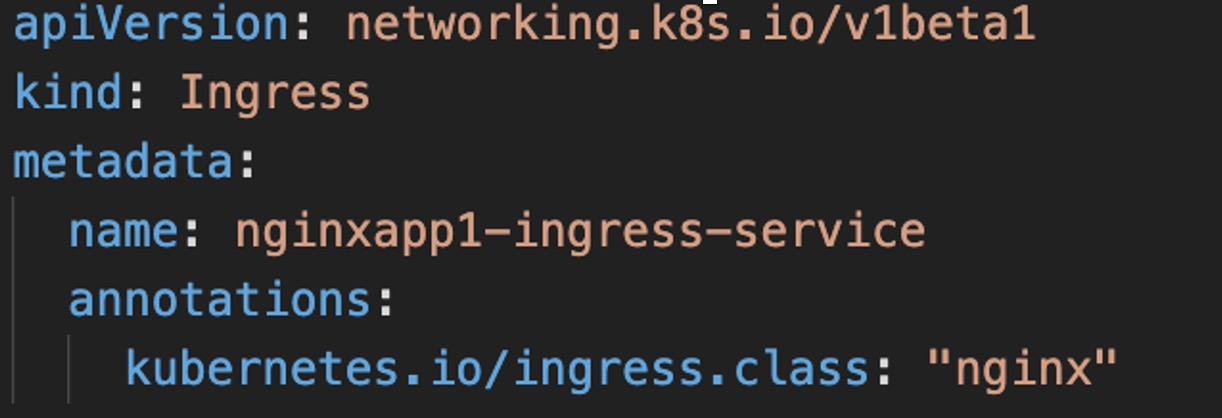 apiVersion: networking.k8s.io/v1beta1
kind: Ingress
metadata:
  name: nginxapp1-ingress-service
  annotations:
    kubernetes.io/ingress.class: "nginx"